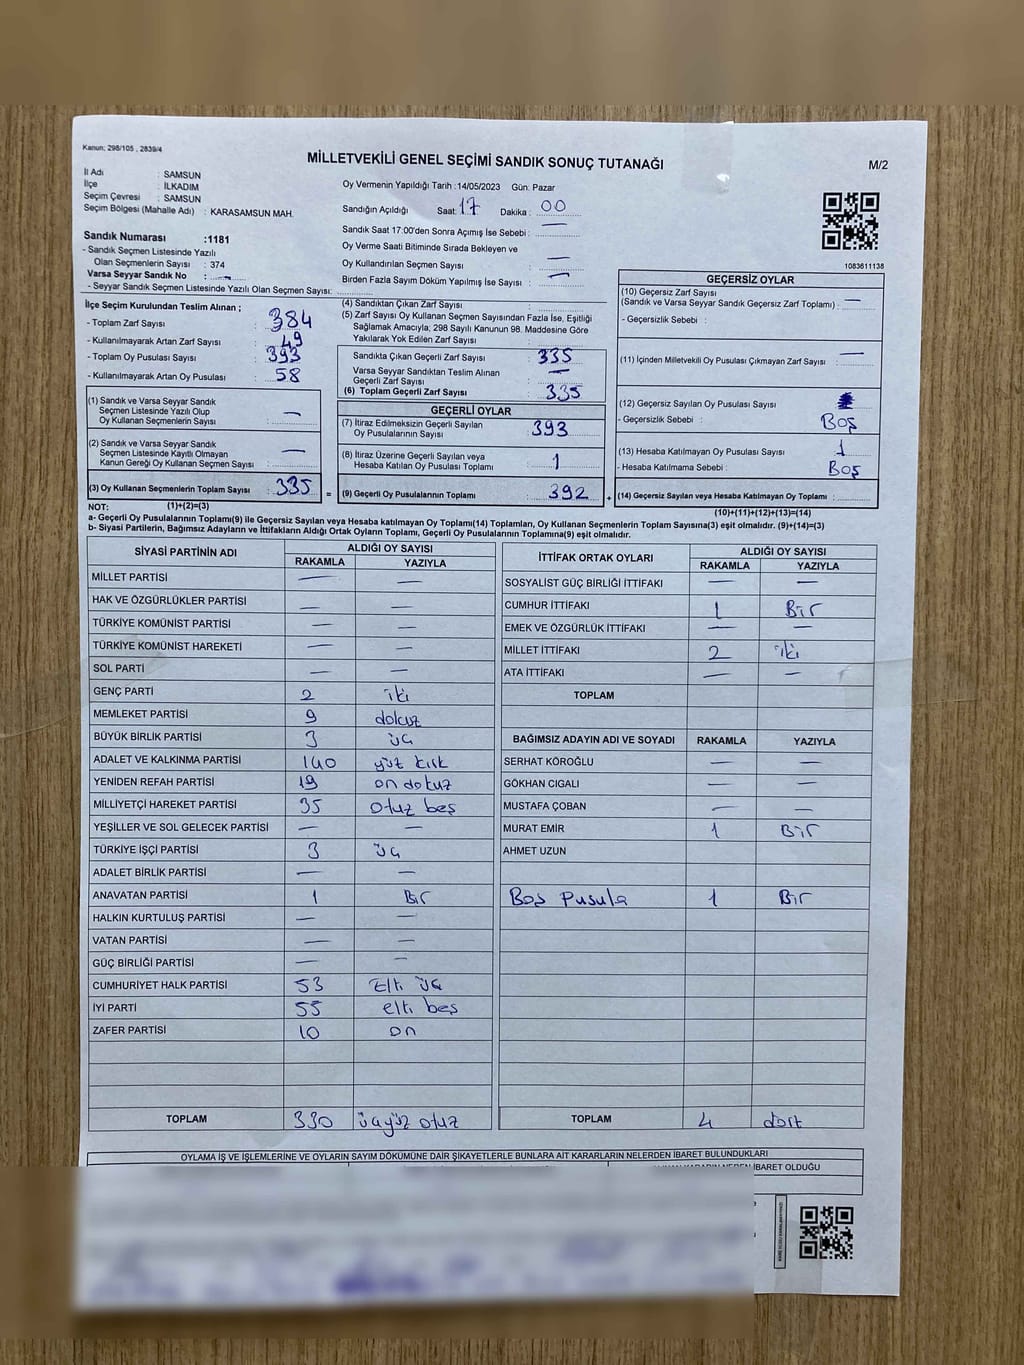 Kanun; 298/105 , 2839/4
MİLLETVEKİLİ GENEL SEÇİMİ SANDIK SONUÇ TUTANAĞI
M/2
İl Adı : SAMSUN
İlçe : İLKADIM
Seçim Çevresi : SAMSUN
Seçim Bölgesi (Mahalle Adı) : KARASAMSUN MAH.
Oy Vermenin Yapıldığı Tarih :14/05/2023 Gün: Pazar
Sandığın Açıldığı Saat: 17 Dakika : 00
Sandık Saat 17:00'den Sonra Açımış İse Sebebi : —
Oy Verme Saati Bitiminde Sırada Bekleyen ve
Oy Kullandırılan Seçmen Sayısı : —
Birden Fazla Sayım Döküm Yapılmış İse Sayısı : —
1083611138
Sandık Numarası :1181
- Sandık Seçmen Listesinde Yazılı
Olan Seçmenlerin Sayısı : 374
Varsa Seyyar Sandık No : —
- Seyyar Sandık Seçmen Listesinde Yazılı Olan Seçmen Sayısı:
İlçe Seçim Kurulundan Teslim Alınan ;
- Toplam Zarf Sayısı : 384
- Kullanılmayarak Artan Zarf Sayısı : 49
- Toplam Oy Pusulası Sayısı : 393
- Kullanılmayarak Artan Oy Pusulası : 58
(1) Sandık ve Varsa Seyyar Sandık
Seçmen Listesinde Yazılı Olup
Oy Kullanan Seçmenlerin Sayısı : —
(2) Sandık ve Varsa Seyyar Sandık
Seçmen Listesinde Kayıtlı Olmayan
Kanun Gereği Oy Kullanan Seçmen Sayısı : —
(3) Oy Kullanan Seçmenlerin Toplam Sayısı : 335
(1)+(2)=(3)
(4) Sandıktan Çıkan Zarf Sayısı :
(5) Zarf Sayısı Oy Kullanan Seçmen Sayısından Fazla İse, Eşitliği
Sağlamak Amacıyla; 298 Sayılı Kanunun 98. Maddesine Göre
Yakılarak Yok Edilen Zarf Sayısı :
Sandıkta Çıkan Geçerli Zarf Sayısı : 335
Varsa Seyyar Sandıktan Teslim Alınan
Geçerli Zarf Sayısı : —
(6) Toplam Geçerli Zarf Sayısı : 335
GEÇERLİ OYLAR
(7) İtiraz Edilmeksizin Geçerli Sayılan
Oy Pusulalarının Sayısı : 393
(8) İtiraz Üzerine Geçerli Sayılan veya
Hesaba Katılan Oy Pusulası Toplamı : 1
= (9) Geçerli Oy Pusulalarının Toplamı : 392
GEÇERSİZ OYLAR
(10) Geçersiz Zarf Sayısı
(Sandık ve Varsa Seyyar Sandık Geçersiz Zarf Toplamı) : —
- Geçersizlik Sebebi :
(11) İçinden Milletvekili Oy Pusulası Çıkmayan Zarf Sayısı : —
(12) Geçersiz Sayılan Oy Pusulası Sayısı :
- Geçersizlik Sebebi : Boş
(13) Hesaba Katılmayan Oy Pusulası Sayısı : 1
- Hesaba Katılmama Sebebi : Boş
+ (14) Geçersiz Sayılan veya Hesaba Katılmayan Oy Toplamı :
(10)+(11)+(12)+(13)=(14)
NOT:
a- Geçerli Oy Pusulalarının Toplamı(9) ile Geçersiz Sayılan veya Hesaba katılmayan Oy Toplamı(14) Toplamları, Oy Kullanan Seçmenlerin Toplam Sayısına(3) eşit olmalıdır. (9)+(14)=(3)
b- Siyasi Partilerin, Bağımsız Adayların ve İttifakların Aldığı Ortak Oyların Toplamı, Geçerli Oy Pusulalarının Toplamına(9) eşit olmalıdır.
SİYASİ PARTİNİN ADI ALDIĞI OY SAYISI
RAKAMLA YAZIYLA
MİLLET PARTİSİ — —
HAK VE ÖZGÜRLÜKLER PARTİSİ — —
TÜRKİYE KOMÜNİST PARTİSİ — —
TÜRKİYE KOMÜNİST HAREKETİ — —
SOL PARTİ — —
GENÇ PARTİ 2 iki
MEMLEKET PARTİSİ 9 dokuz
BÜYÜK BİRLİK PARTİSİ 3 üç
ADALET VE KALKINMA PARTİSİ 140 yüz kırk
YENİDEN REFAH PARTİSİ 19 on dokuz
MİLLİYETÇİ HAREKET PARTİSİ 35 otuz beş
YEŞİLLER VE SOL GELECEK PARTİSİ — —
TÜRKİYE İŞÇİ PARTİSİ 3 üç
ADALET BİRLİK PARTİSİ — —
ANAVATAN PARTİSİ 1 Bir
HALKIN KURTULUŞ PARTİSİ — —
VATAN PARTİSİ — —
GÜÇ BİRLİĞİ PARTİSİ — —
CUMHURİYET HALK PARTİSİ 53 Elli üç
İYİ PARTİ 55 elli beş
ZAFER PARTİSİ 10 on
TOPLAM 330 üçyüz otuz
İTTİFAK ORTAK OYLARI ALDIĞI OY SAYISI
RAKAMLA YAZIYLA
SOSYALİST GÜÇ BİRLİĞİ İTTİFAKI — —
CUMHUR İTTİFAKI 1 Bir
EMEK VE ÖZGÜRLÜK İTTİFAKI — —
MİLLET İTTİFAKI 2 iki
ATA İTTİFAKI — —
TOPLAM
BAĞIMSIZ ADAYIN ADI VE SOYADI RAKAMLA YAZIYLA
SERHAT KÖROĞLU — —
GÖKHAN CIGALI — —
MUSTAFA ÇOBAN — —
MURAT EMİR 1 Bir
AHMET UZUN
Boş Pusula 1 Bir
TOPLAM 4 dört
OYLAMA İŞ VE İŞLEMLERİNE VE OYLARIN SAYIM DÖKÜMÜNE DAİR ŞİKAYETLERLE BUNLARA AİT KARARLARIN NELERDEN İBARET BULUNDUKLARI
KARARIN NEDEN İBARET OLDUĞU